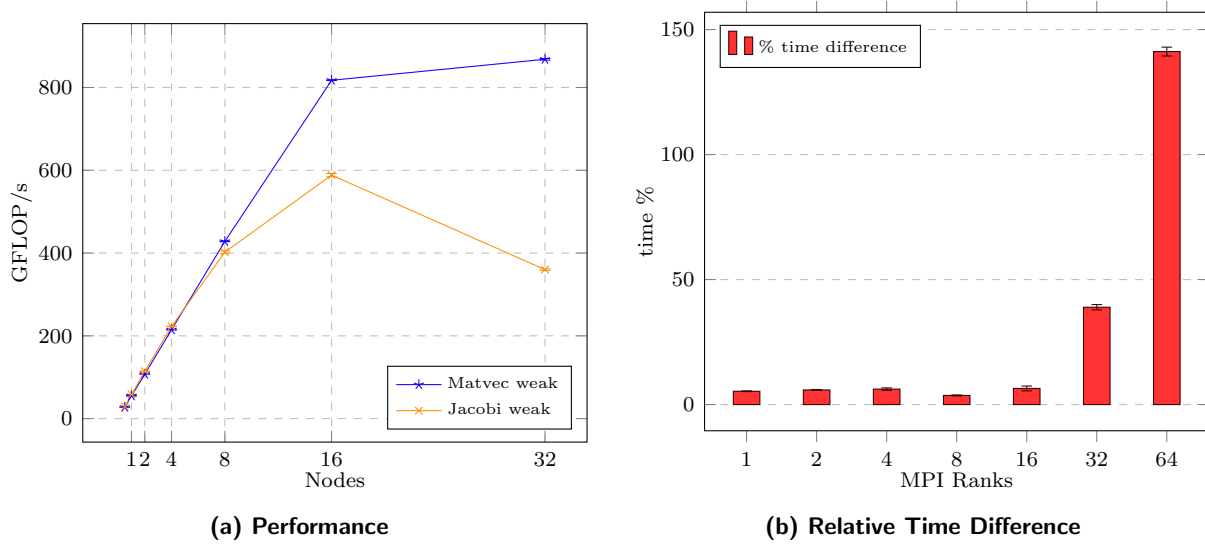 800
600
400
200
0
GFLOP/s
1 2 4 8 16 32
Nodes
Matvec weak
Jacobi weak
(a) Performance
150
100
50
0
time %
% time difference
1 2 4 8 16 32 64
MPI Ranks
(b) Relative Time Difference